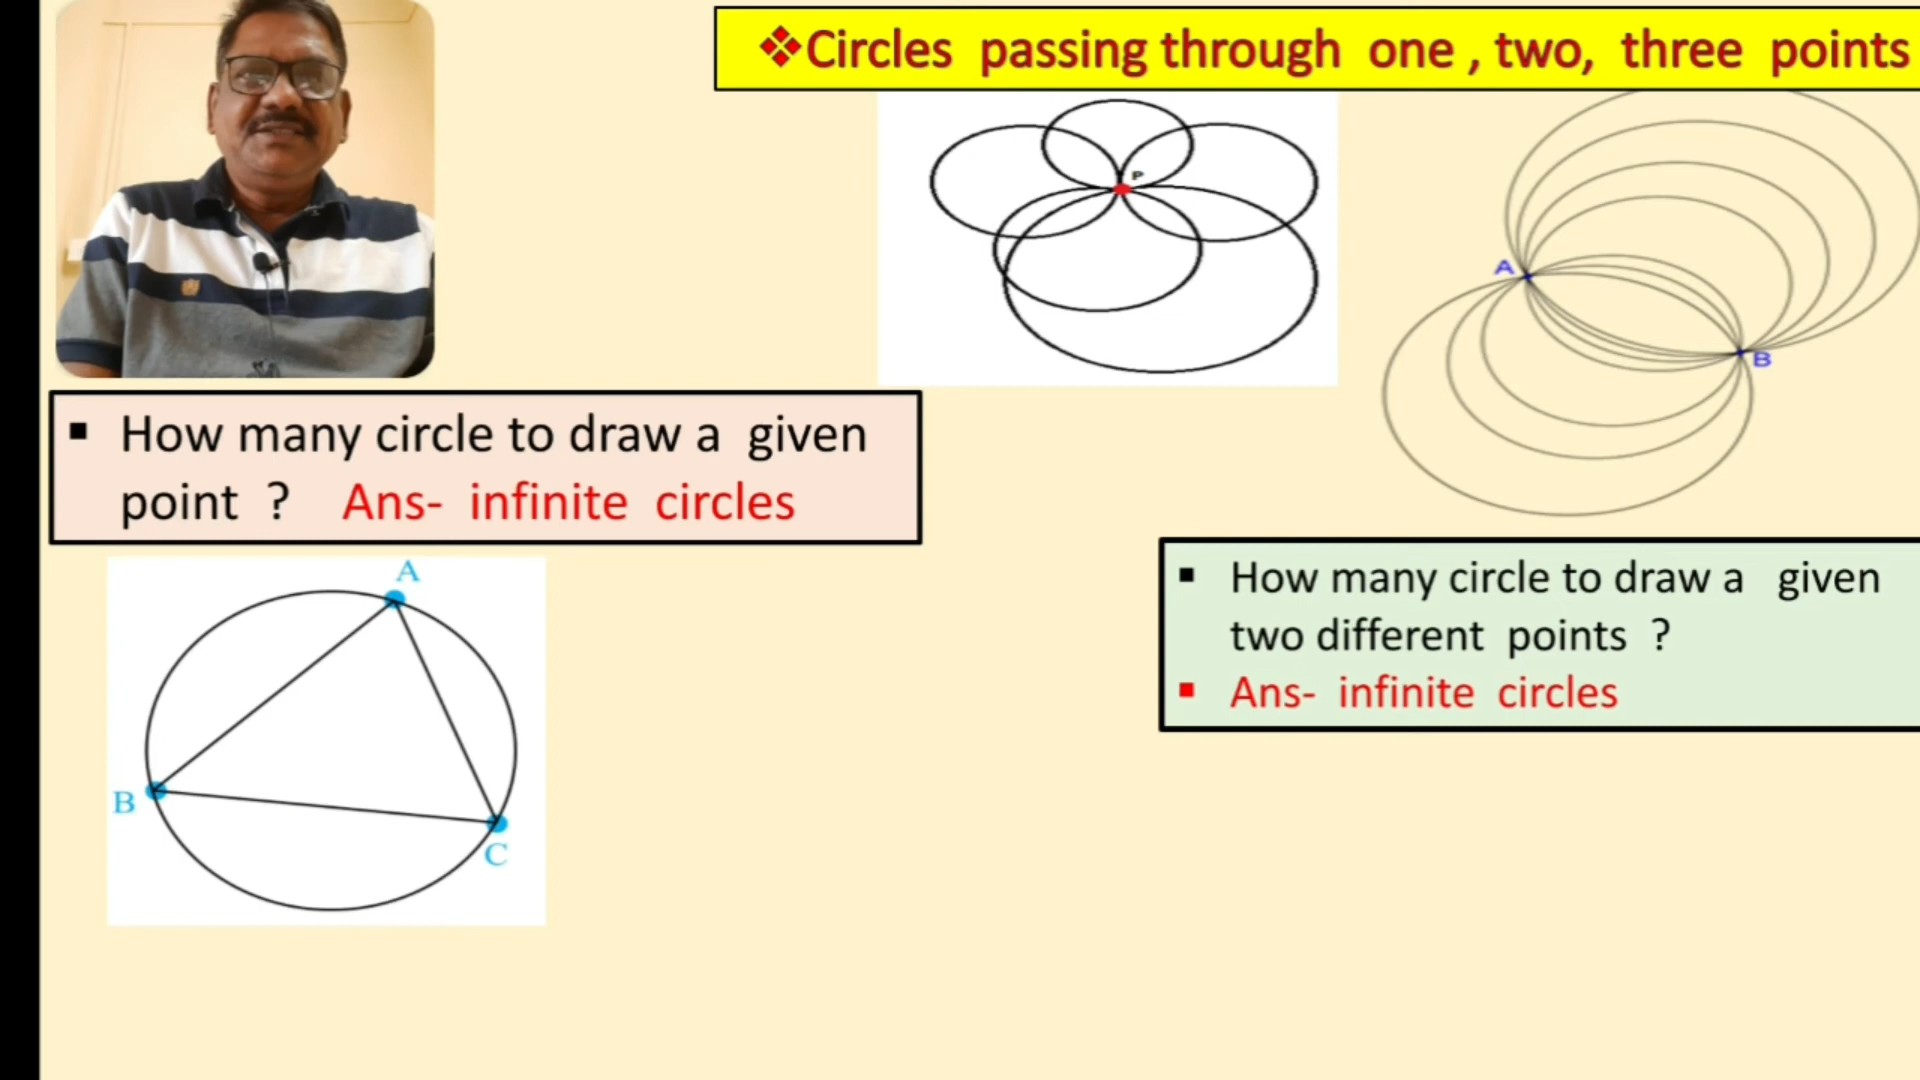 ❖Circles passing through one , two, three points
P
A
B
▪ How many circle to draw a given
point ? Ans- infinite circles
A
B
C
▪ How many circle to draw a given
two different points ?
▪ Ans- infinite circles